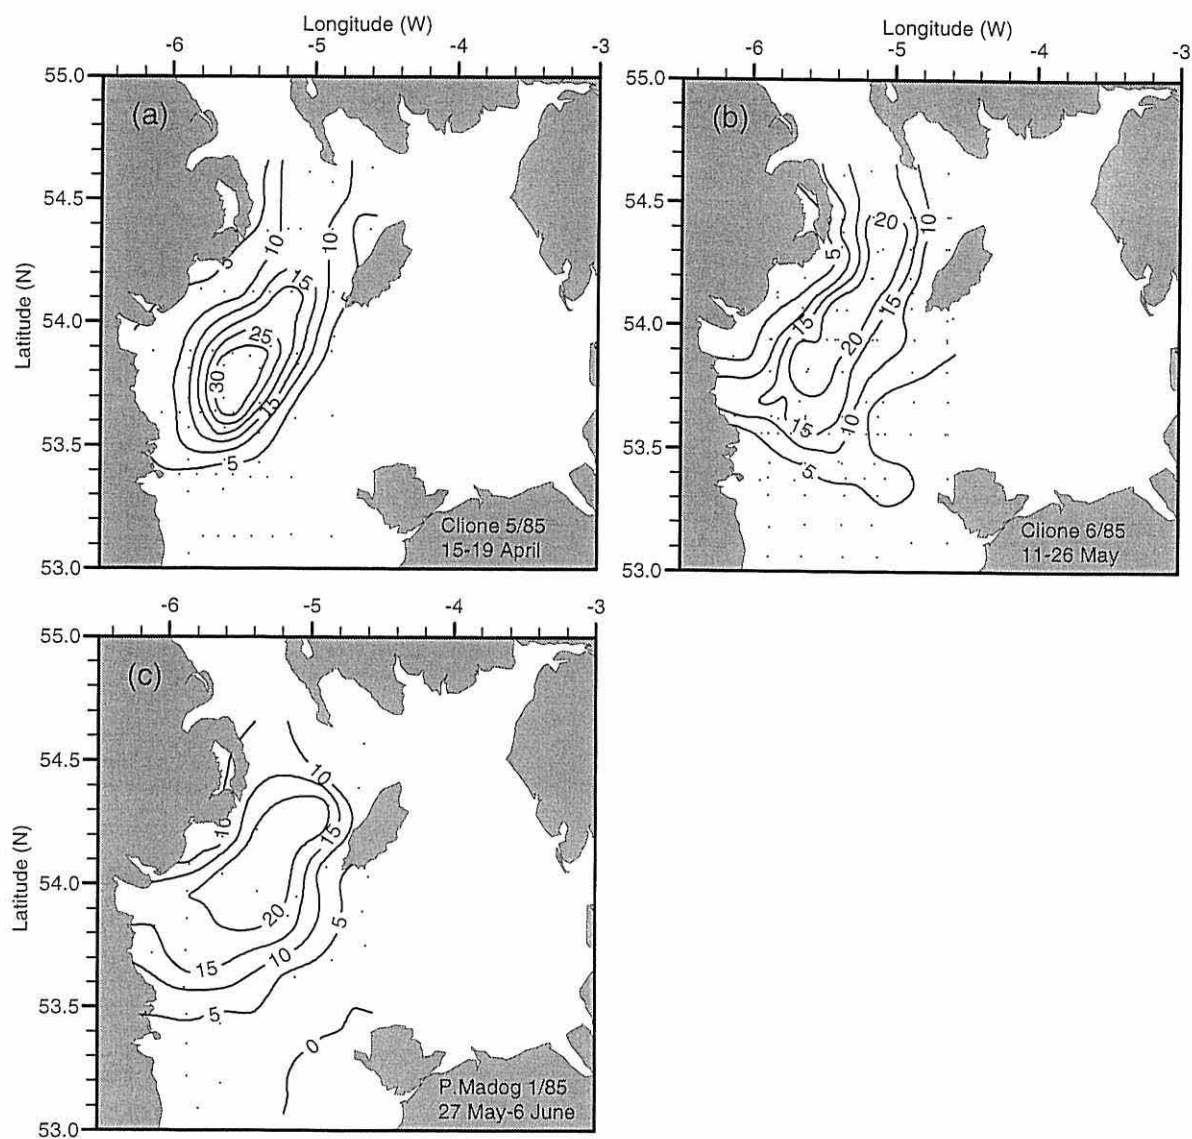 Longitude (W)
-6 -5 -4 -3
55.0
(a)
54.5
10
10
5
15
5
Latitude (N)
54.0
25
30
15
53.5
5
Clione 5/85
15-19 April
53.0
Longitude (W)
-6 -5 -4 -3
55.0
(b)
54.5
20
10
5
15
15
54.0
20
15
10
53.5
5
Clione 6/85
11-26 May
53.0
-6 -5 -4 -3
55.0
(c)
54.5
10
10
15
Latitude (N)
54.0
20
5
10
15
53.5
5
0
P.Madog 1/85
27 May-6 June
53.0